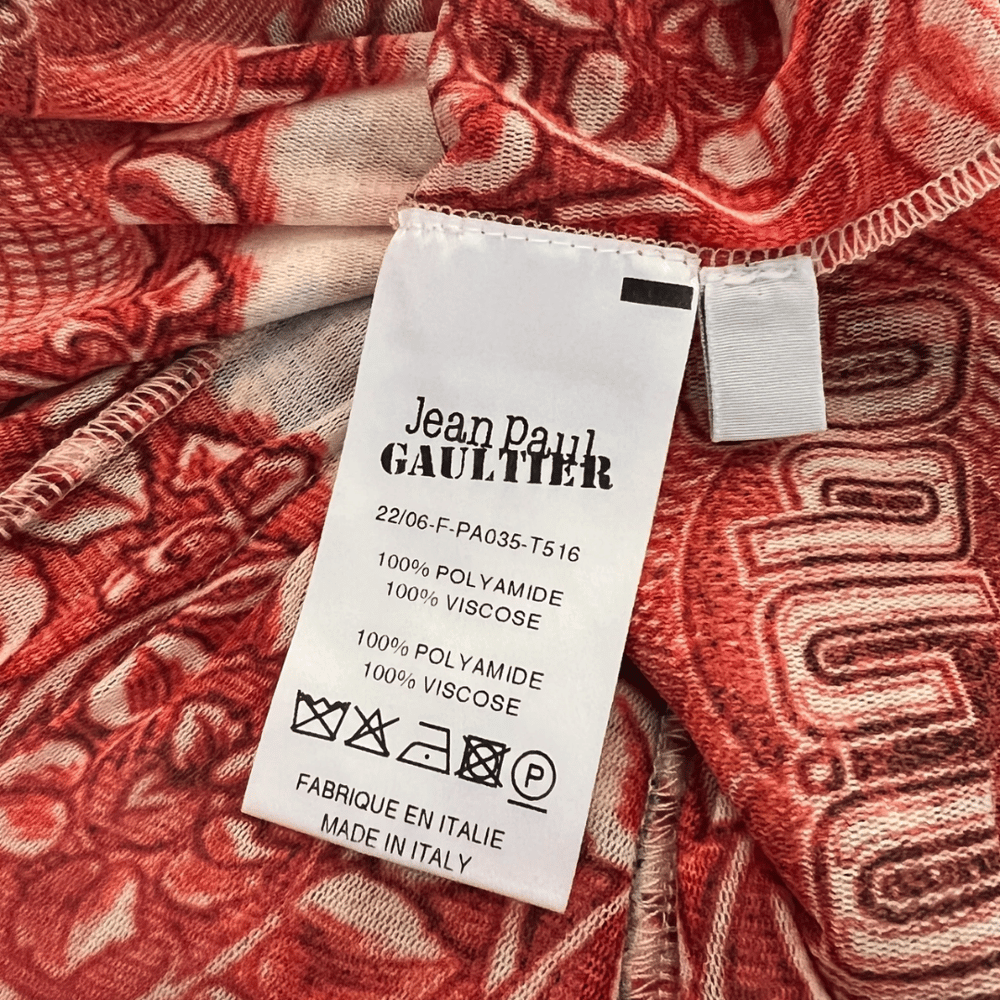 Jean Paul
GAULTIER
22/06-F-PA035-T516
100% POLYAMIDE
100% VISCOSE
100% POLYAMIDE
100% VISCOSE
P
FABRIQUE EN ITALIE
MADE IN ITALY